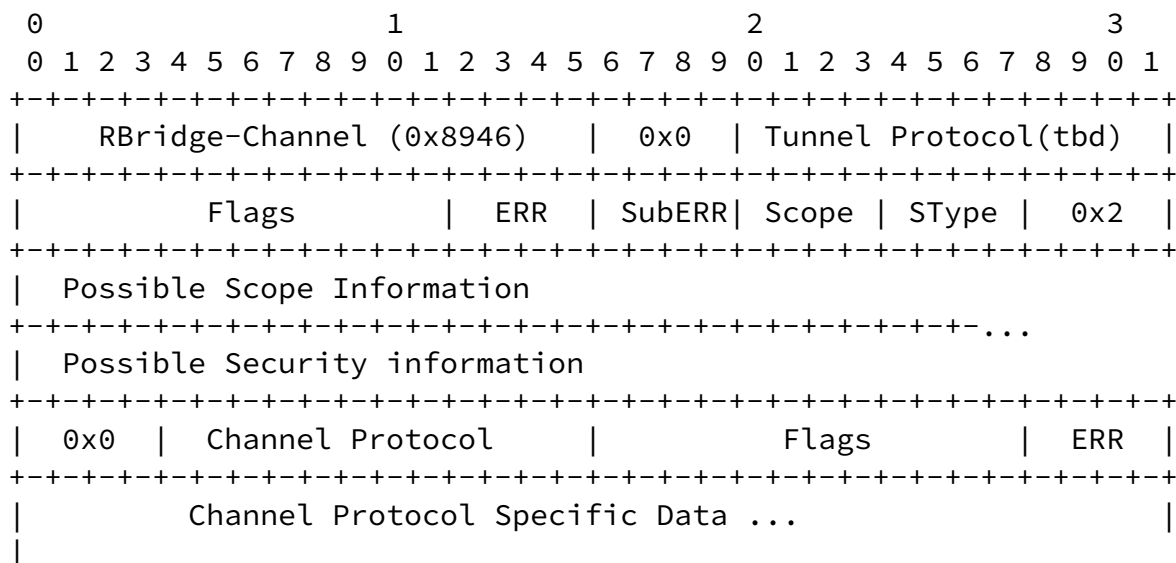 0                   1                   2                   3
 0 1 2 3 4 5 6 7 8 9 0 1 2 3 4 5 6 7 8 9 0 1 2 3 4 5 6 7 8 9 0 1
+-+-+-+-+-+-+-+-+-+-+-+-+-+-+-+-+-+-+-+-+-+-+-+-+-+-+-+-+-+-+-+-+
|    RBridge-Channel (0x8946)   |  0x0  | Tunnel Protocol(tbd)  |
+-+-+-+-+-+-+-+-+-+-+-+-+-+-+-+-+-+-+-+-+-+-+-+-+-+-+-+-+-+-+-+-+
|          Flags        |  ERR  | SubERR| Scope | SType |  0x2  |
+-+-+-+-+-+-+-+-+-+-+-+-+-+-+-+-+-+-+-+-+-+-+-+-+-+-+-+-+-+-+-+-+
|  Possible Scope Information
+-+-+-+-+-+-+-+-+-+-+-+-+-+-+-+-+-+-+-+-+-+-+-+-+-+-+-...
|  Possible Security information
+-+-+-+-+-+-+-+-+-+-+-+-+-+-+-+-+-+-+-+-+-+-+-+-+-+-+-+-+-+-+-+-+
|  0x0  |  Channel Protocol     |          Flags        |  ERR  |
+-+-+-+-+-+-+-+-+-+-+-+-+-+-+-+-+-+-+-+-+-+-+-+-+-+-+-+-+-+-+-+-+
|         Channel Protocol Specific Data ...                    |
|